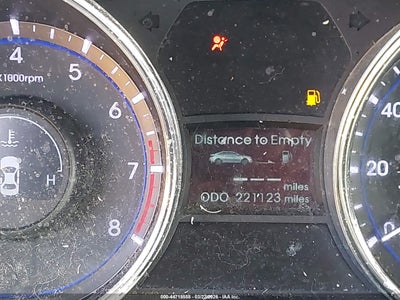 x1000rpm
4
5
6
7
8
H
Distance to Empty
--- miles
ODO 221123 miles
40
20